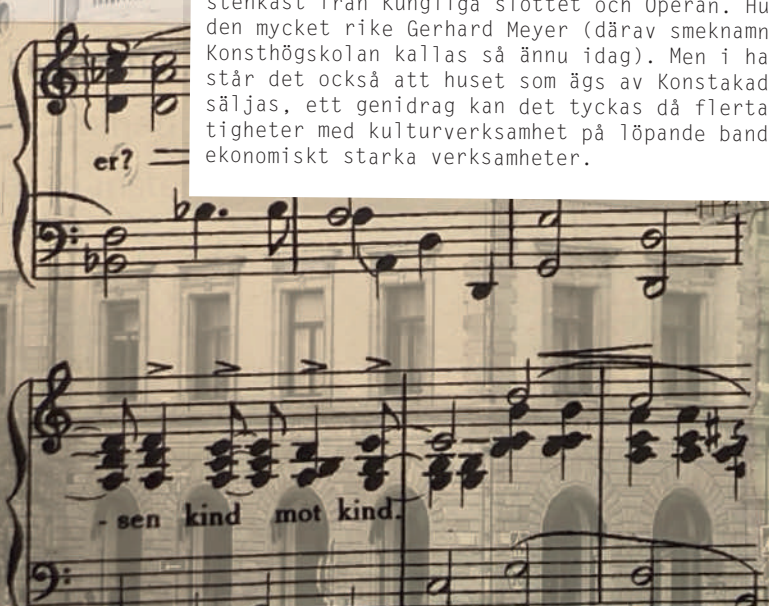 stenkast från Kungliga slottet och Operan. Hu
den mycket rike Gerhard Meyer (därav smeknamn
Konsthögskolan kallas så ännu idag). Men i ha
står det också att huset som ägs av Konstakad
säljas, ett genidrag kan det tyckas då flerta
tigheter med kulturverksamhet på löpande band
ekonomiskt starka verksamheter.
er?
- sen kind mot kind.